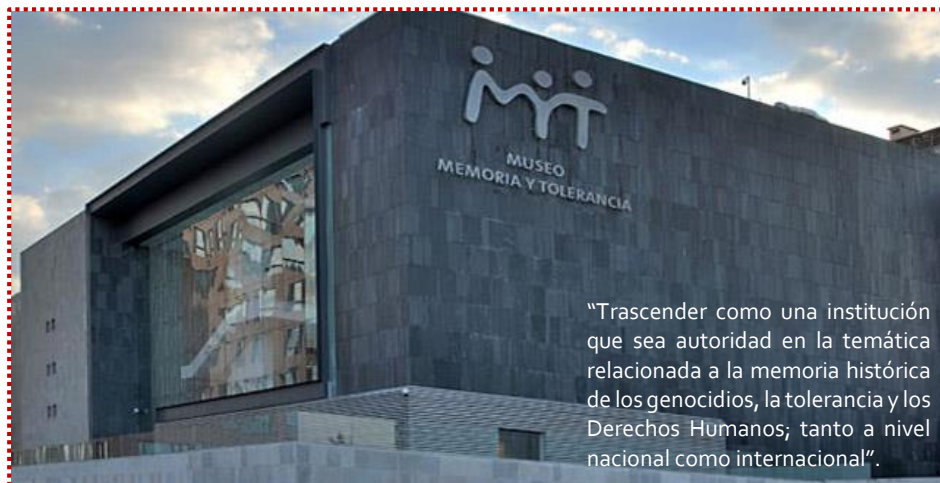 MYT
MUSEO
MEMORIA Y TOLERANCIA
“Trascender como una institución
que sea autoridad en la temática
relacionada a la memoria histórica
de los genocidios, la tolerancia y los
Derechos Humanos; tanto a nivel
nacional como internacional”.